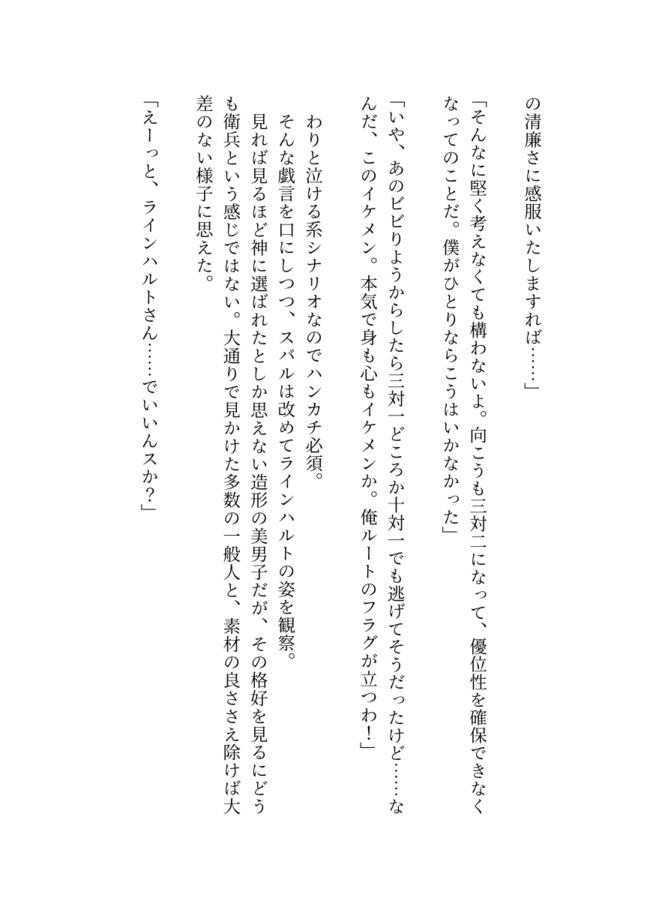 の清廉さに感服いたしますれば……」
「そんなに堅く考えなくても構わないよ。向こうも三対二になって、優位性を確保できなく
なってのことだ。僕がひとりならこうはいかなかった」
「いや、あのビビりようからしたら三対一どころか十対一でも逃げてそうだったけど……な
んだ、このイケメン。本気で身も心もイケメンか。俺ルートのフラグが立つわ！」
わりと泣ける系シナリオなのでハンカチ必須。
そんな戯言を口にしつつ、スバルは改めてラインハルトの姿を観察。
見れば見るほど神に選ばれたとしか思えない造形の美男子だが、その格好を見るにどう
も衛兵という感じではない。大通りで見かけた多数の一般人と、素材の良ささえ除けば大
差のない様子に思えた。
「えーっと、ラインハルトさん……でいいんスか？」